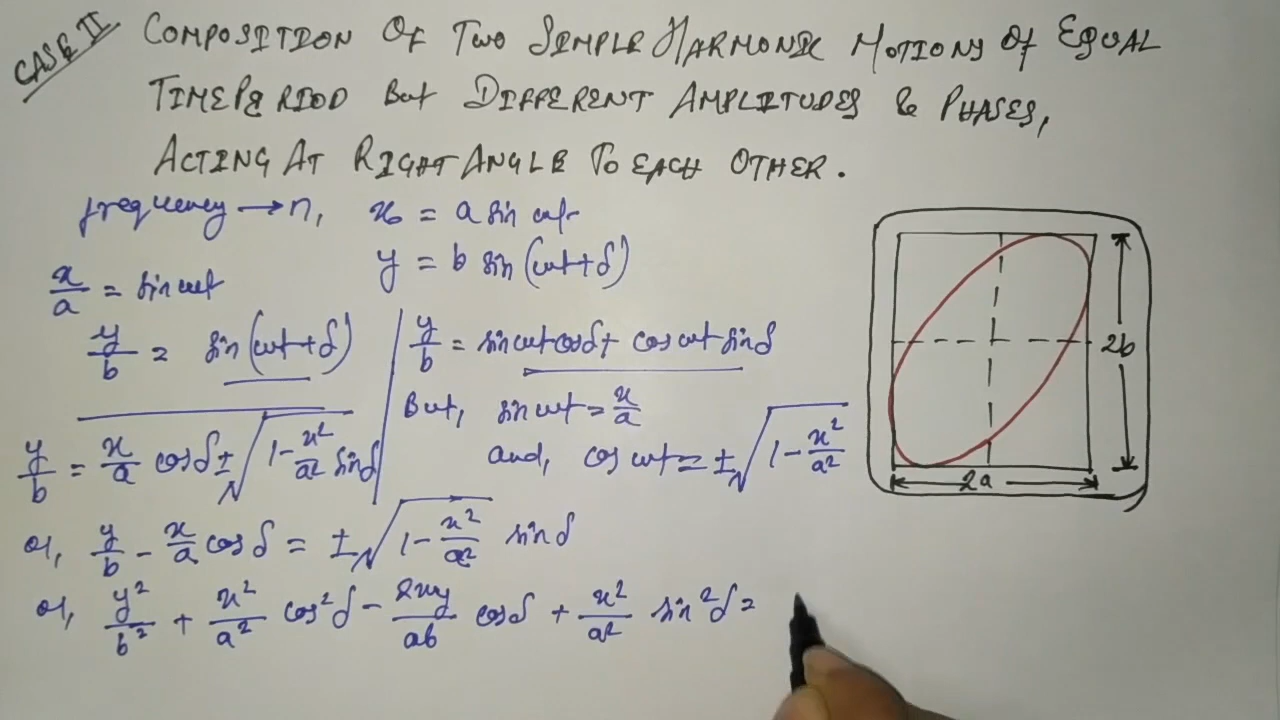 CASE II
COMPOSITION OF TWO SIMPLE HARMONIC MOTIONS OF EQUAL
TIME PERIOD BUT DIFFERENT AMPLITUDES & PHASES,
ACTING AT RIGHT ANGLE TO EACH OTHER.
frequency → n, x = a sin ωt
y = b sin (ωt+δ)
x/a = sin ωt
y/b = sin (ωt+δ)
y/b = sin ωt cos δ + cos ωt sin δ
But, sin ωt = x/a
and, cos ωt = ±√(1 - x²/a²)
y/b = x/a cos δ ± √(1 - x²/a²) sin δ
or, y/b - x/a cos δ = ±√(1 - x²/a²) sin δ
or, y²/b² + x²/a² cos²δ - 2xy/ab cos δ + x²/a² sin²δ =
2b
2a